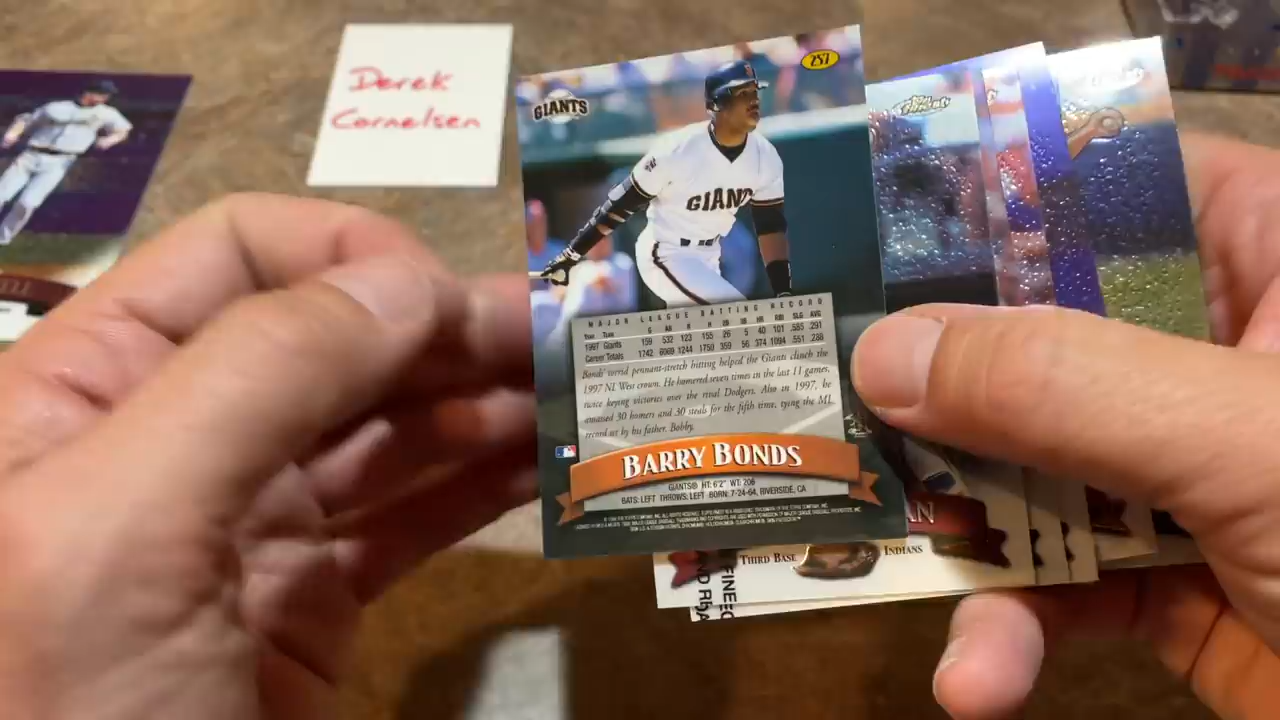 Derek
Cornelsen
257
GIANTS
GIANT
MAJOR LEAGUE BATTING RECORD
Year Team G AB R H 2B 3B HR RBI SLG AVG
1997 Giants 159 532 123 155 26 5 40 101 .585 .291
Career Totals 1742 6069 1244 1750 359 56 374 1094 .551 .288
Bonds' torrid pennant-stretch hitting helped the Giants clinch the
1997 NL West crown. He homered seven times in the last 11 games,
twice keying victories over the rival Dodgers. Also in 1997, he
amassed 30 homers and 30 steals for the fifth time, tying the ML
record set by his father, Bobby.
BARRY BONDS
GIANTS® HT: 6'2" WT: 206
BATS: LEFT THROWS: LEFT BORN: 7-24-64, RIVERSIDE, CA
AN
THIRD BASE
INDIANS